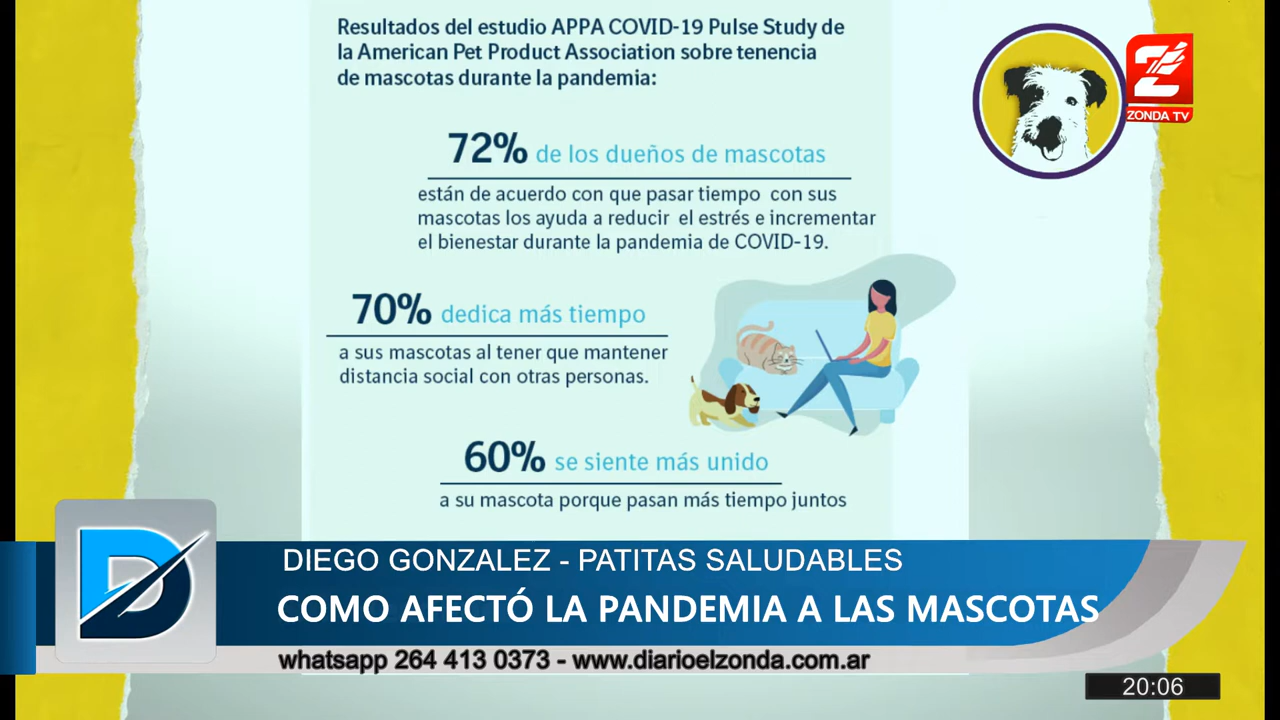 Resultados del estudio APPA COVID-19 Pulse Study de
la American Pet Product Association sobre tenencia
de mascotas durante la pandemia:
72% de los dueños de mascotas
están de acuerdo con que pasar tiempo con sus
mascotas los ayuda a reducir el estrés e incrementar
el bienestar durante la pandemia de COVID-19.
70% dedica más tiempo
a sus mascotas al tener que mantener
distancia social con otras personas.
60% se siente más unido
a su mascota porque pasan más tiempo juntos
Z
ZONDA TV
D
DIEGO GONZALEZ - PATITAS SALUDABLES
COMO AFECTÓ LA PANDEMIA A LAS MASCOTAS
whatsapp 264 413 0373 - www.diarioelzonda.com.ar
20:06